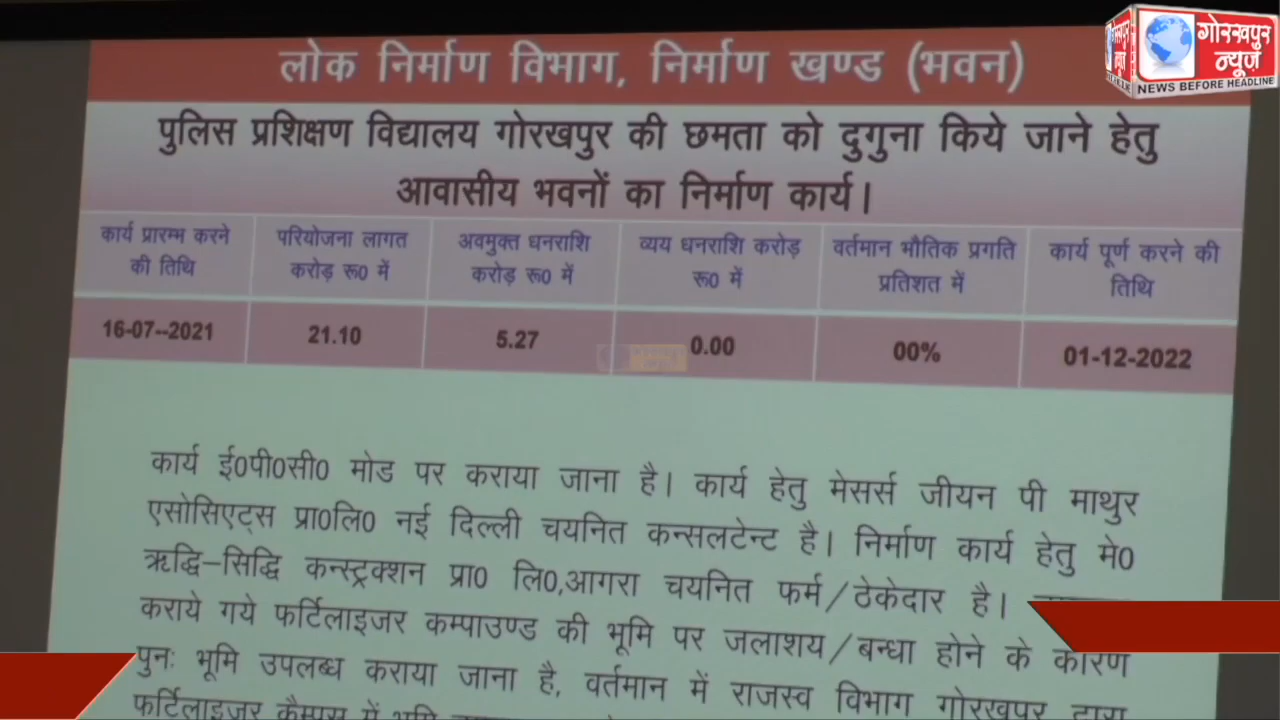 लोक निर्माण विभाग, निर्माण खण्ड (भवन)
गोरखपुर
न्यूज़
NEWS BEFORE HEADLINE
पुलिस प्रशिक्षण विद्यालय गोरखपुर की छमता को दुगुना किये जाने हेतु
आवासीय भवनों का निर्माण कार्य।
कार्य प्रारम्भ करने की तिथि
परियोजना लागत करोड़ रू0 में
अवमुक्त धनराशि करोड़ रू0 में
व्यय धनराशि करोड़ रू0 में
वर्तमान भौतिक प्रगति प्रतिशत में
कार्य पूर्ण करने की तिथि
16-07--2021 21.10 5.27 0.00 00% 01-12-2022
कार्य ई0पी0सी0 मोड पर कराया जाना है। कार्य हेतु मेसर्स जीयन पी माथुर
एसोसिएट्स प्रा0लि0 नई दिल्ली चयनित कन्सलटेन्ट है। निर्माण कार्य हेतु मे0
ऋद्धि–सिद्धि कन्स्ट्रक्शन प्रा0 लि0,आगरा चयनित फर्म/ठेकेदार है।
कराये गये फर्टिलाइजर कम्पाउण्ड की भूमि पर जलाशय/बन्धा होने के कारण
पुनः भूमि उपलब्ध कराया जाना है, वर्तमान में राजस्व विभाग गोरखपुर द्वारा
फर्टिलाइजर कैम्पस में भूमि